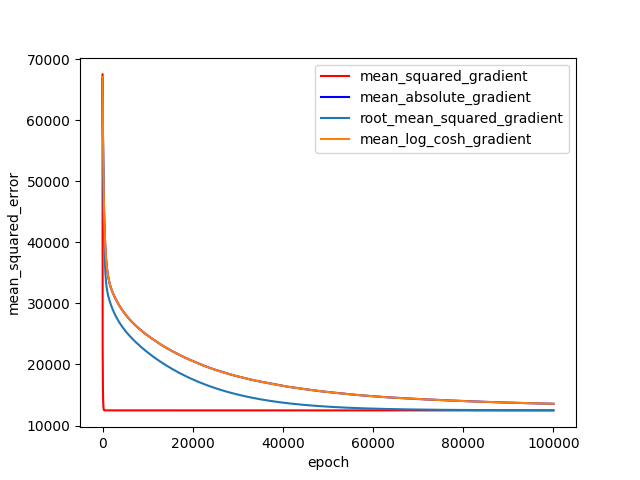 70000
60000
50000
40000
30000
20000
10000
mean_squared_error
mean_squared_gradient
mean_absolute_gradient
root_mean_squared_gradient
mean_log_cosh_gradient
0
20000
40000
60000
80000
100000
epoch